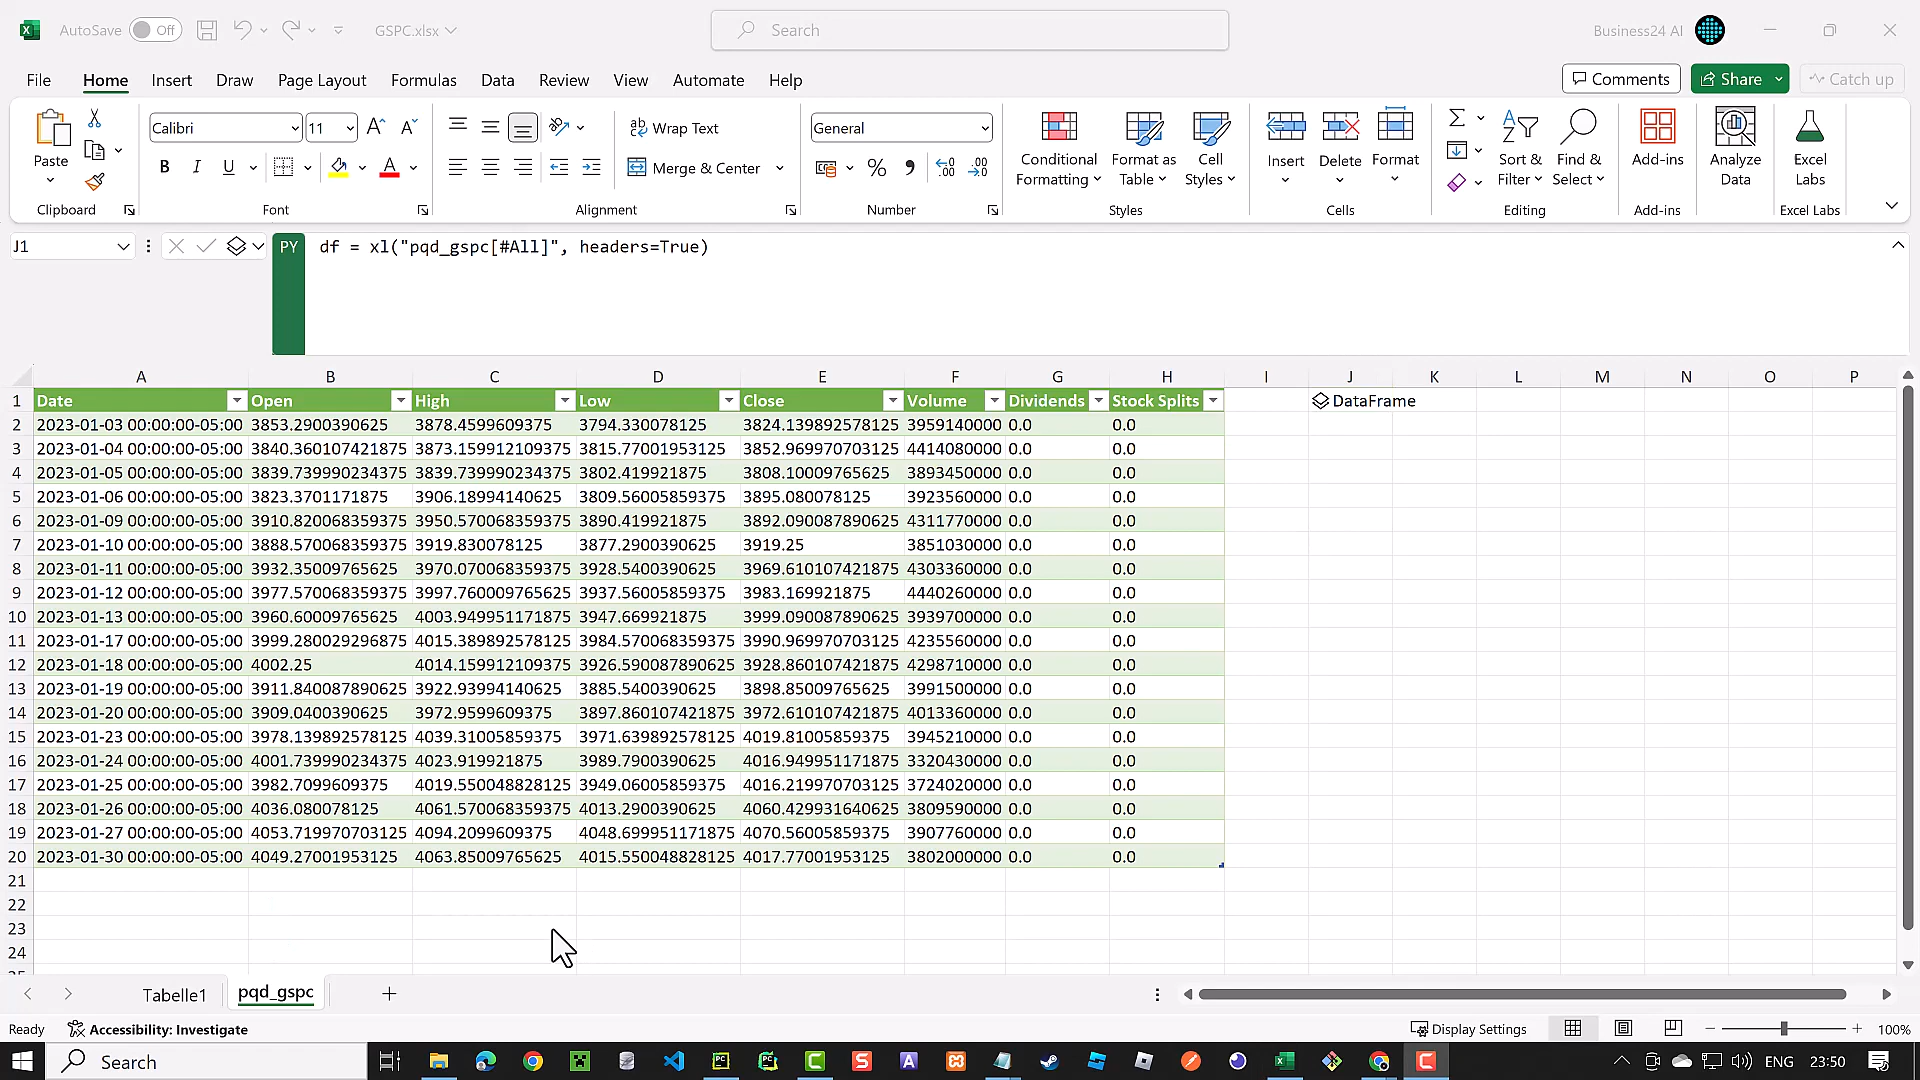 AutoSave Off GSPC.xlsx Search Business24 AI
File Home Insert Draw Page Layout Formulas Data Review View Automate Help Comments Share Catch up
Calibri 11 Wrap Text General
Paste B I U A Merge & Center % Conditional Formatting Format as Table Cell Styles Insert Delete Format Sort & Filter Find & Select Add-ins Analyze Data Excel Labs
Clipboard Font Alignment Number Styles Cells Editing Add-ins Excel Labs
J1 PY df = xl("pqd_gspc[#All]", headers=True)
A B C D E F G H I J K L M N O P
1 Date Open High Low Close Volume Dividends Stock Splits DataFrame
2 2023-01-03 00:00:00-05:00 3853.2900390625 3878.4599609375 3794.330078125 3824.139892578125 3959140000 0.0 0.0
3 2023-01-04 00:00:00-05:00 3840.360107421875 3873.159912109375 3815.77001953125 3852.969970703125 4414080000 0.0 0.0
4 2023-01-05 00:00:00-05:00 3839.739990234375 3839.739990234375 3802.419921875 3808.10009765625 3893450000 0.0 0.0
5 2023-01-06 00:00:00-05:00 3823.3701171875 3906.18994140625 3809.56005859375 3895.080078125 3923560000 0.0 0.0
6 2023-01-09 00:00:00-05:00 3910.820068359375 3950.570068359375 3890.419921875 3892.090087890625 4311770000 0.0 0.0
7 2023-01-10 00:00:00-05:00 3888.570068359375 3919.830078125 3877.2900390625 3919.25 3851030000 0.0 0.0
8 2023-01-11 00:00:00-05:00 3932.35009765625 3970.070068359375 3928.5400390625 3969.610107421875 4303360000 0.0 0.0
9 2023-01-12 00:00:00-05:00 3977.570068359375 3997.760009765625 3937.56005859375 3983.169921875 4440260000 0.0 0.0
10 2023-01-13 00:00:00-05:00 3960.60009765625 4003.949951171875 3947.669921875 3999.090087890625 3939700000 0.0 0.0
11 2023-01-17 00:00:00-05:00 3999.280029296875 4015.389892578125 3984.570068359375 3990.969970703125 4235560000 0.0 0.0
12 2023-01-18 00:00:00-05:00 4002.25 4014.159912109375 3926.590087890625 3928.860107421875 4298710000 0.0 0.0
13 2023-01-19 00:00:00-05:00 3911.840087890625 3922.93994140625 3885.5400390625 3898.85009765625 3991500000 0.0 0.0
14 2023-01-20 00:00:00-05:00 3909.0400390625 3972.9599609375 3897.860107421875 3972.610107421875 4013360000 0.0 0.0
15 2023-01-23 00:00:00-05:00 3978.139892578125 4039.31005859375 3971.639892578125 4019.81005859375 3945210000 0.0 0.0
16 2023-01-24 00:00:00-05:00 4001.739990234375 4023.919921875 3989.7900390625 4016.949951171875 3320430000 0.0 0.0
17 2023-01-25 00:00:00-05:00 3982.7099609375 4019.550048828125 3949.06005859375 4016.219970703125 3724020000 0.0 0.0
18 2023-01-26 00:00:00-05:00 4036.080078125 4061.570068359375 4013.2900390625 4060.429931640625 3809590000 0.0 0.0
19 2023-01-27 00:00:00-05:00 4053.719970703125 4094.2099609375 4048.699951171875 4070.56005859375 3907760000 0.0 0.0
20 2023-01-30 00:00:00-05:00 4049.27001953125 4063.85009765625 4015.550048828125 4017.77001953125 3802000000 0.0 0.0
21
22
23
24
Tabelle1 pqd_gspc
Ready Accessibility: Investigate Display Settings 100%
Search ENG 23:50